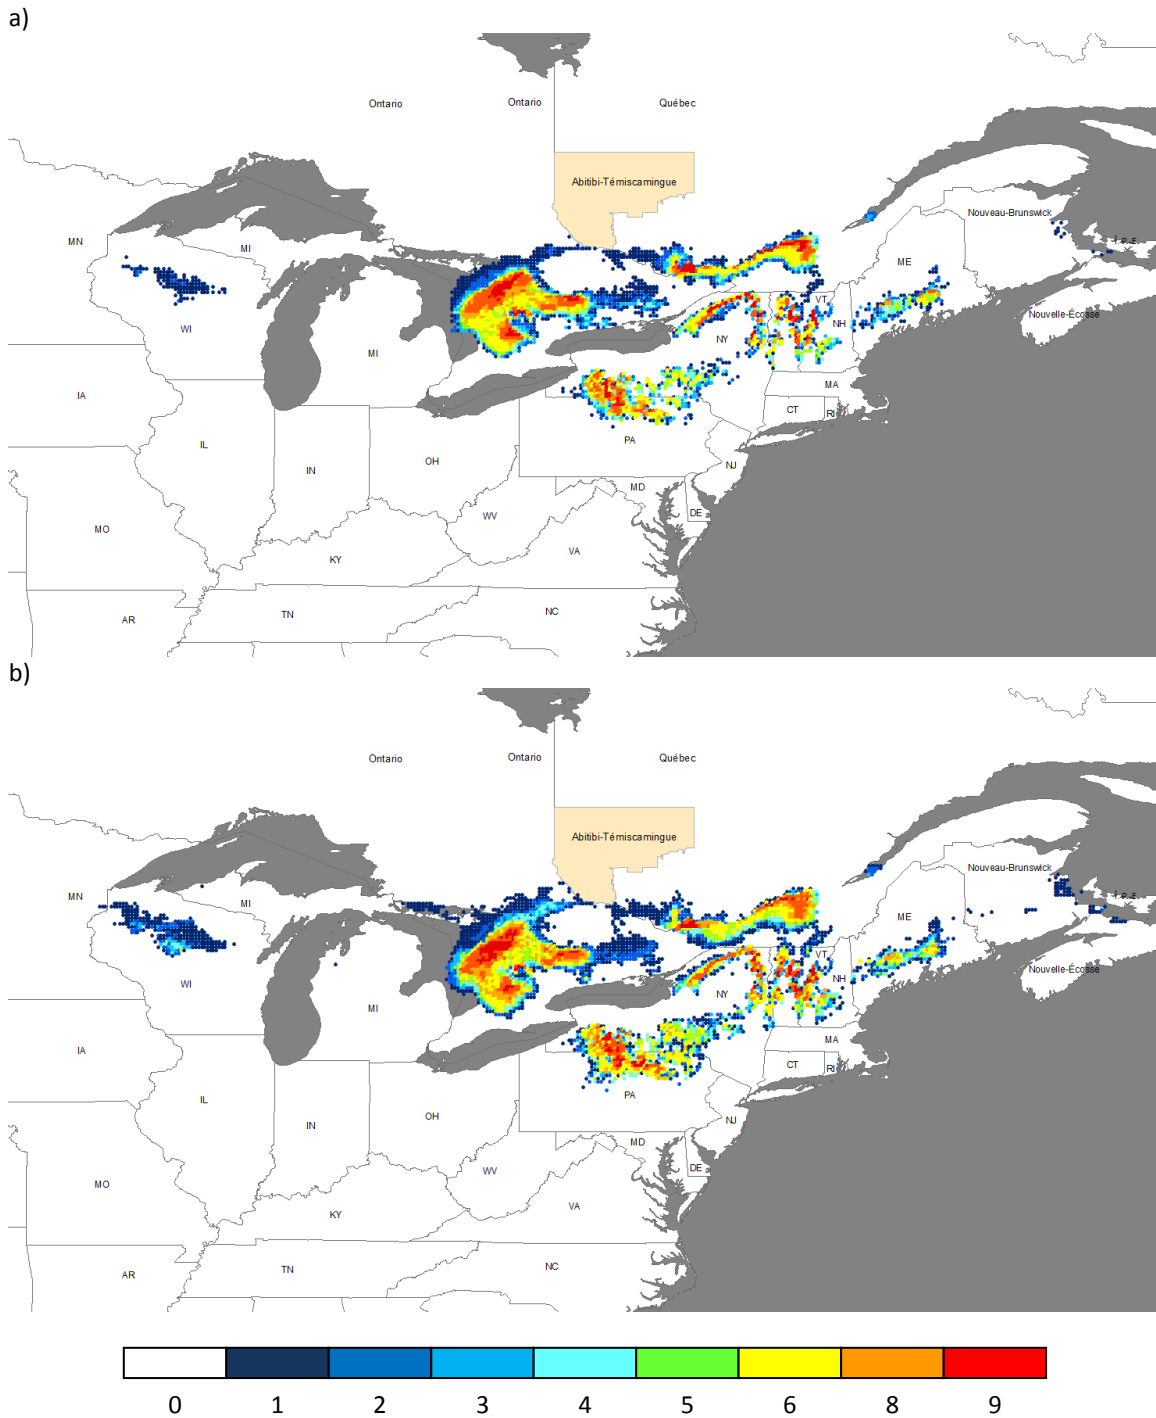 a)
Ontario
Ontario
Québec
Abitibi-Témiscamingue
Nouveau-Brunswick
MN
MI
Î.-P.-É.
ME
WI
VT
NH
Nouvelle-Écosse
NY
MI
MA
IA
CT
RI
PA
IL
OH
IN
NJ
MD
DE
WV
MO
VA
KY
NC
TN
AR
b)
Ontario
Ontario
Québec
Abitibi-Témiscamingue
Nouveau-Brunswick
MN
MI
Î.-P.-É.
ME
VT
NH
WI
Nouvelle-Écosse
NY
MI
MA
IA
CT
RI
PA
IL
OH
IN
NJ
MD
DE
WV
MO
VA
KY
NC
TN
AR
0 1 2 3 4 5 6 8 9